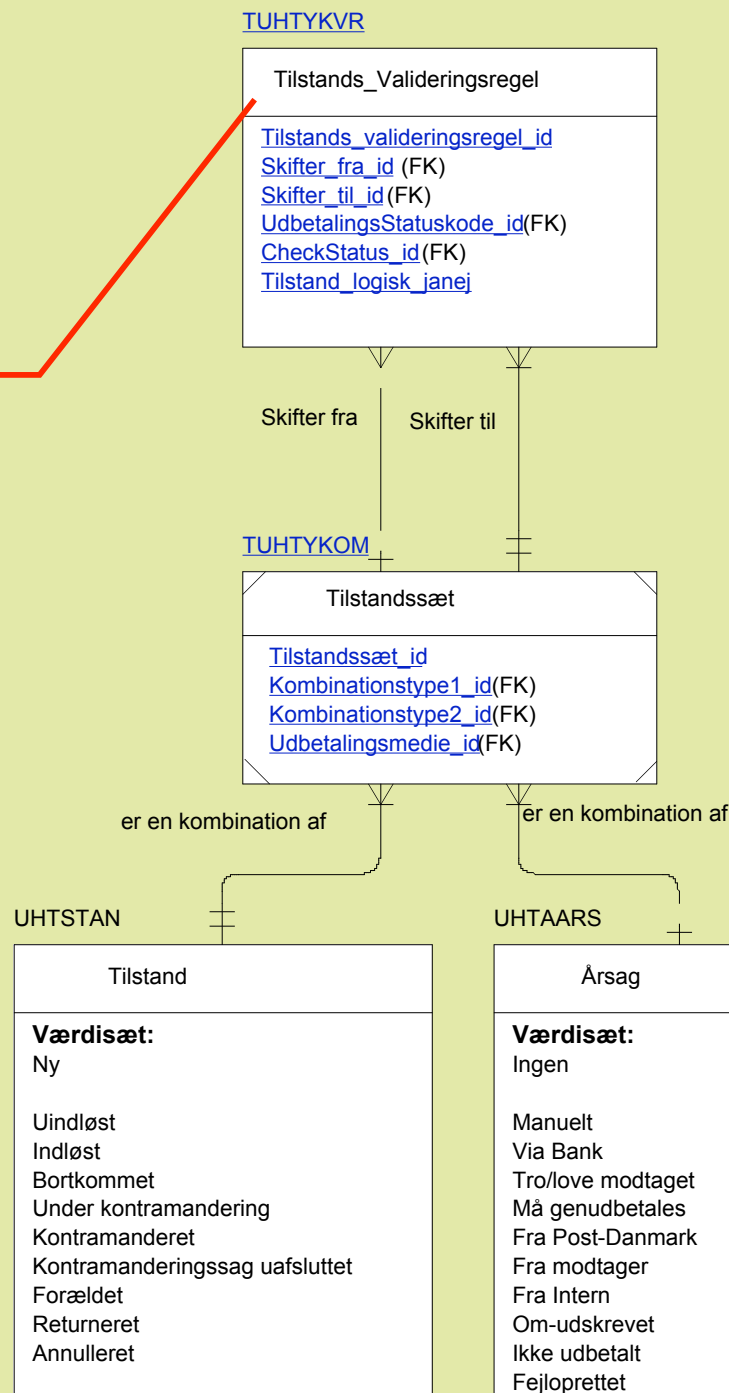 TUHTYKVR
Tilstands_Valideringsregel
Tilstands_valideringsregel_id
Skifter_fra_id (FK)
Skifter_til_id (FK)
UdbetalingsStatuskode_id(FK)
CheckStatus_id (FK)
Tilstand_logisk_janej
Skifter fra
Skifter til
TUHTYKOM
Tilstandssæt
Tilstandssæt_id
Kombinationstype1_id(FK)
Kombinationstype2_id(FK)
Udbetalingsmedie_id(FK)
er en kombination af
er en kombination af
UHTSTAN
Tilstand
Værdisæt:
Ny
Uindløst
Indløst
Bortkommet
Under kontramandering
Kontramanderet
Kontramanderingssag uafsluttet
Forældet
Returneret
Annulleret
UHTAARS
Årsag
Værdisæt:
Ingen
Manuelt
Via Bank
Tro/love modtaget
Må genudbetales
Fra Post-Danmark
Fra modtager
Fra Intern
Om-udskrevet
Ikke udbetalt
Fejloprettet